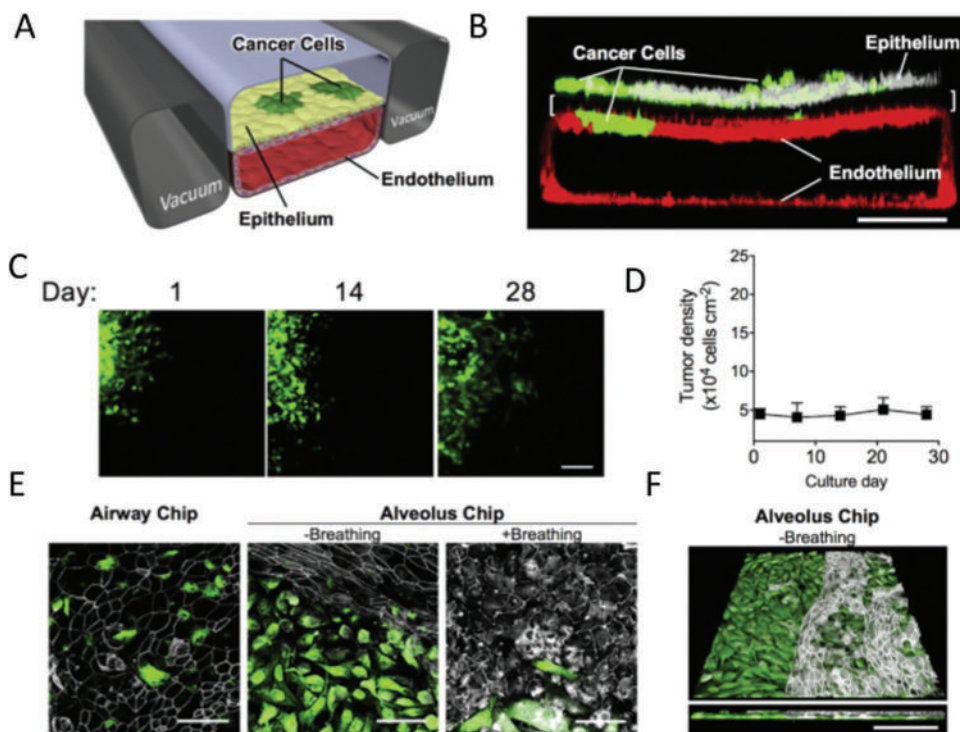 A
Cancer Cells
Vacuum
Vacuum
Endothelium
Epithelium
B
Cancer Cells
Epithelium
[
]
Endothelium
C
Day: 1 14 28
D
Tumor density
(x10⁴ cells cm⁻²)
25
20
15
5
0 10 20 30
Culture day
E
Airway Chip
Alveolus Chip
-Breathing +Breathing
F
Alveolus Chip
-Breathing